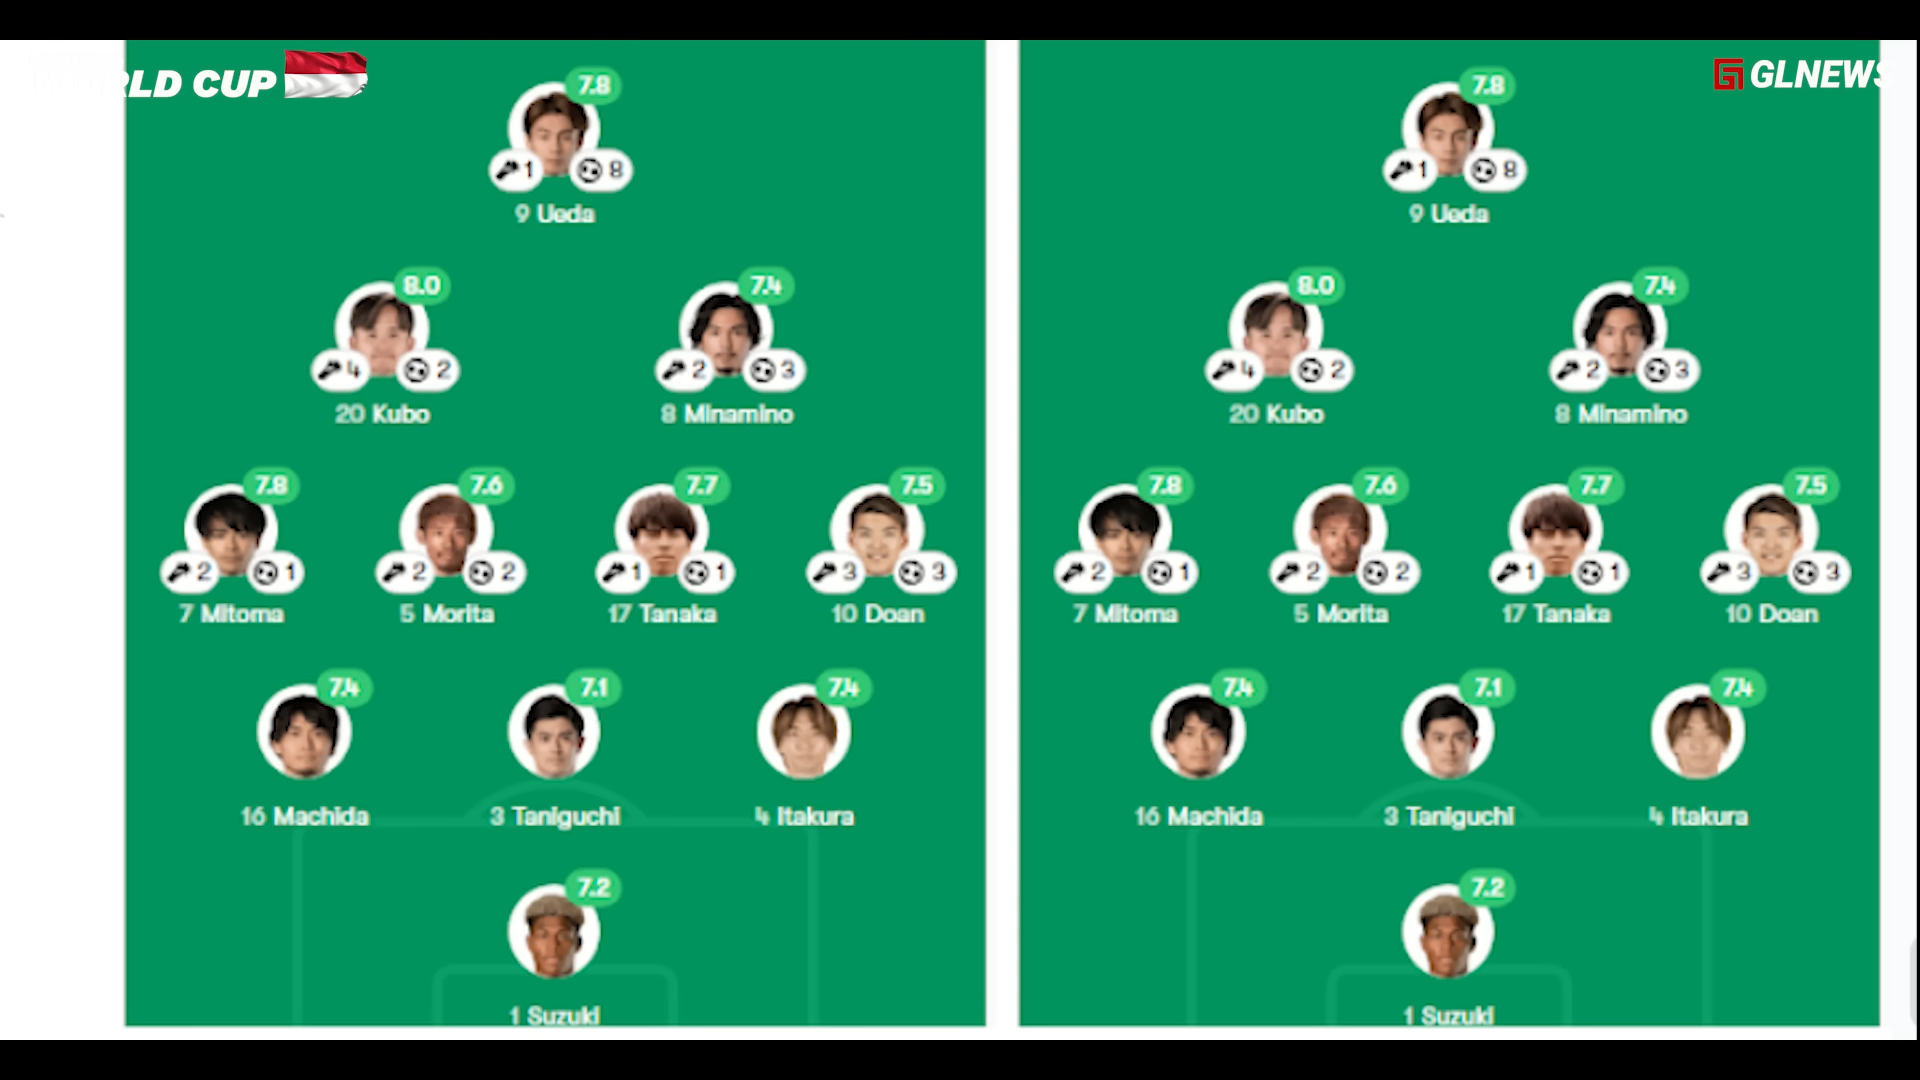 RLD CUP
GLNEWS
7.8
1 8
9 Ueda
8.0 7.4
4 2 2 3
20 Kubo 8 Minamino
7.8 7.6 7.7 7.5
2 1 2 2 1 1 3 3
7 Mitoma 5 Morita 17 Tanaka 10 Doan
7.4 7.1 7.4
16 Machida 3 Taniguchi 4 Itakura
7.2
1 Suzuki
7.8
1 8
9 Ueda
8.0 7.4
4 2 2 3
20 Kubo 8 Minamino
7.8 7.6 7.7 7.5
2 1 2 2 1 1 3 3
7 Mitoma 5 Morita 17 Tanaka 10 Doan
7.4 7.1 7.4
16 Machida 3 Taniguchi 4 Itakura
7.2
1 Suzuki